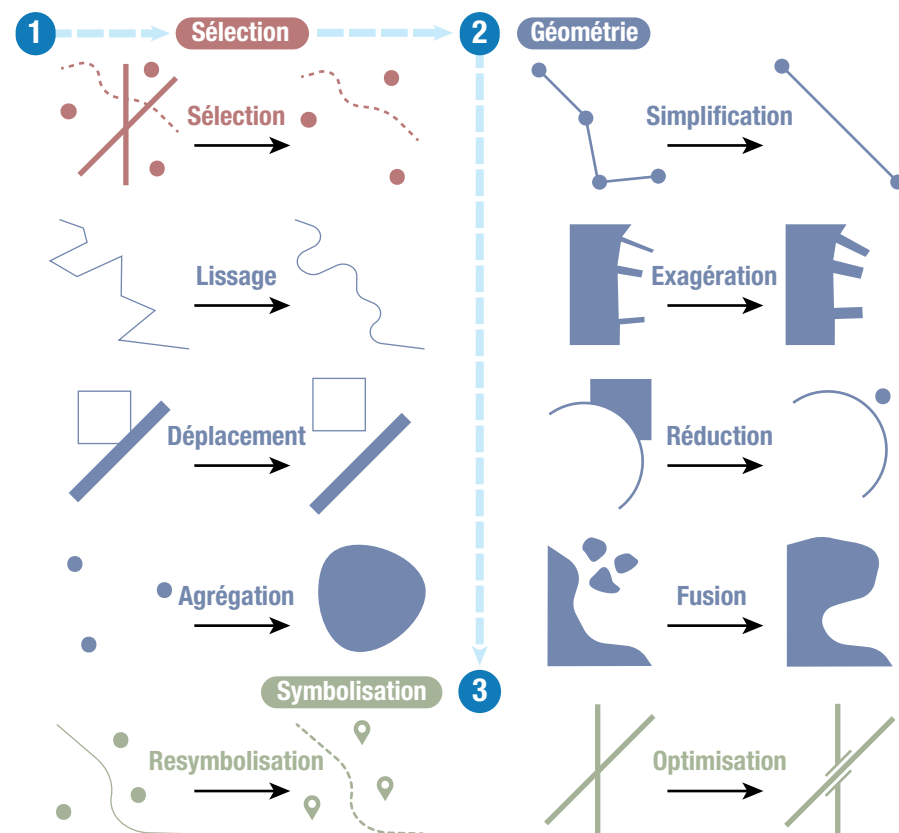 1
Sélection
2
Géométrie
Sélection
Simplification
Lissage
Exagération
Déplacement
Réduction
Agrégation
Fusion
Symbolisation
3
Resymbolisation
Optimisation